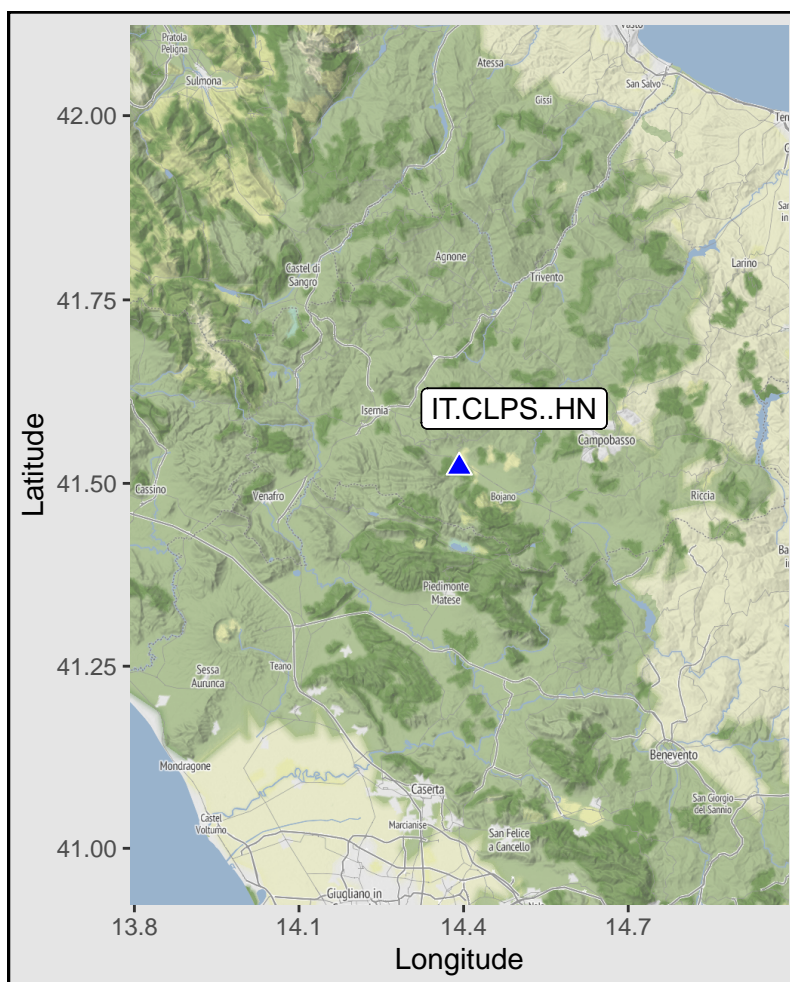 Pratola
Peligna
Sulmona
Atessa
San Salvo
Gissi
42.00
Larino
Agnone
Castel di
Sangro
Trivento
41.75
IT.CLPS..HN
Isernia
Campobasso
Latitude
41.50
Cassino
Venafro
Bojano
Riccia
Piedimonte
Matese
41.25
Sessa
Aurunca
Teano
Benevento
Mondragone
Caserta
San Giorgio
del Sannio
Castel
Volturno
Marcianise
San Felice
a Cancello
41.00
Giugliano in
13.8
14.1
14.4
14.7
Longitude